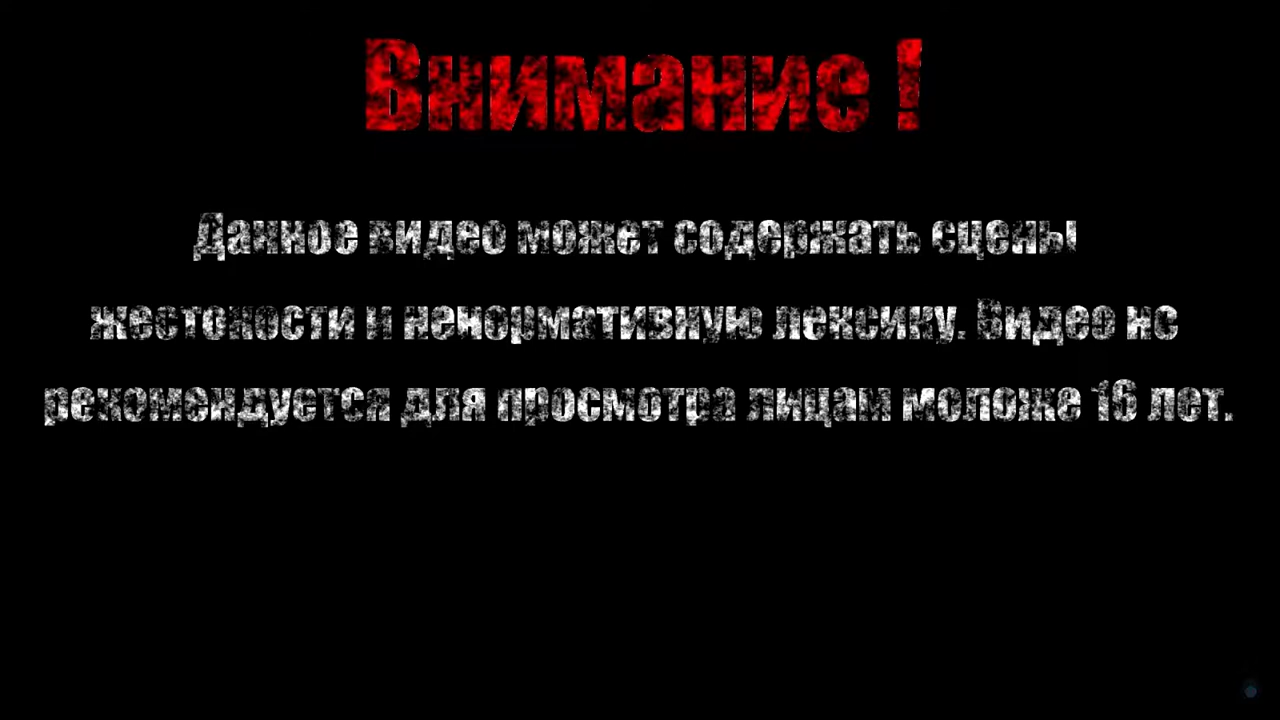 Внимание !
Данное видео может содержать сцены
жестокости и ненормативную лексику. Видео не
рекомендуется для просмотра лицам моложе 16 лет.